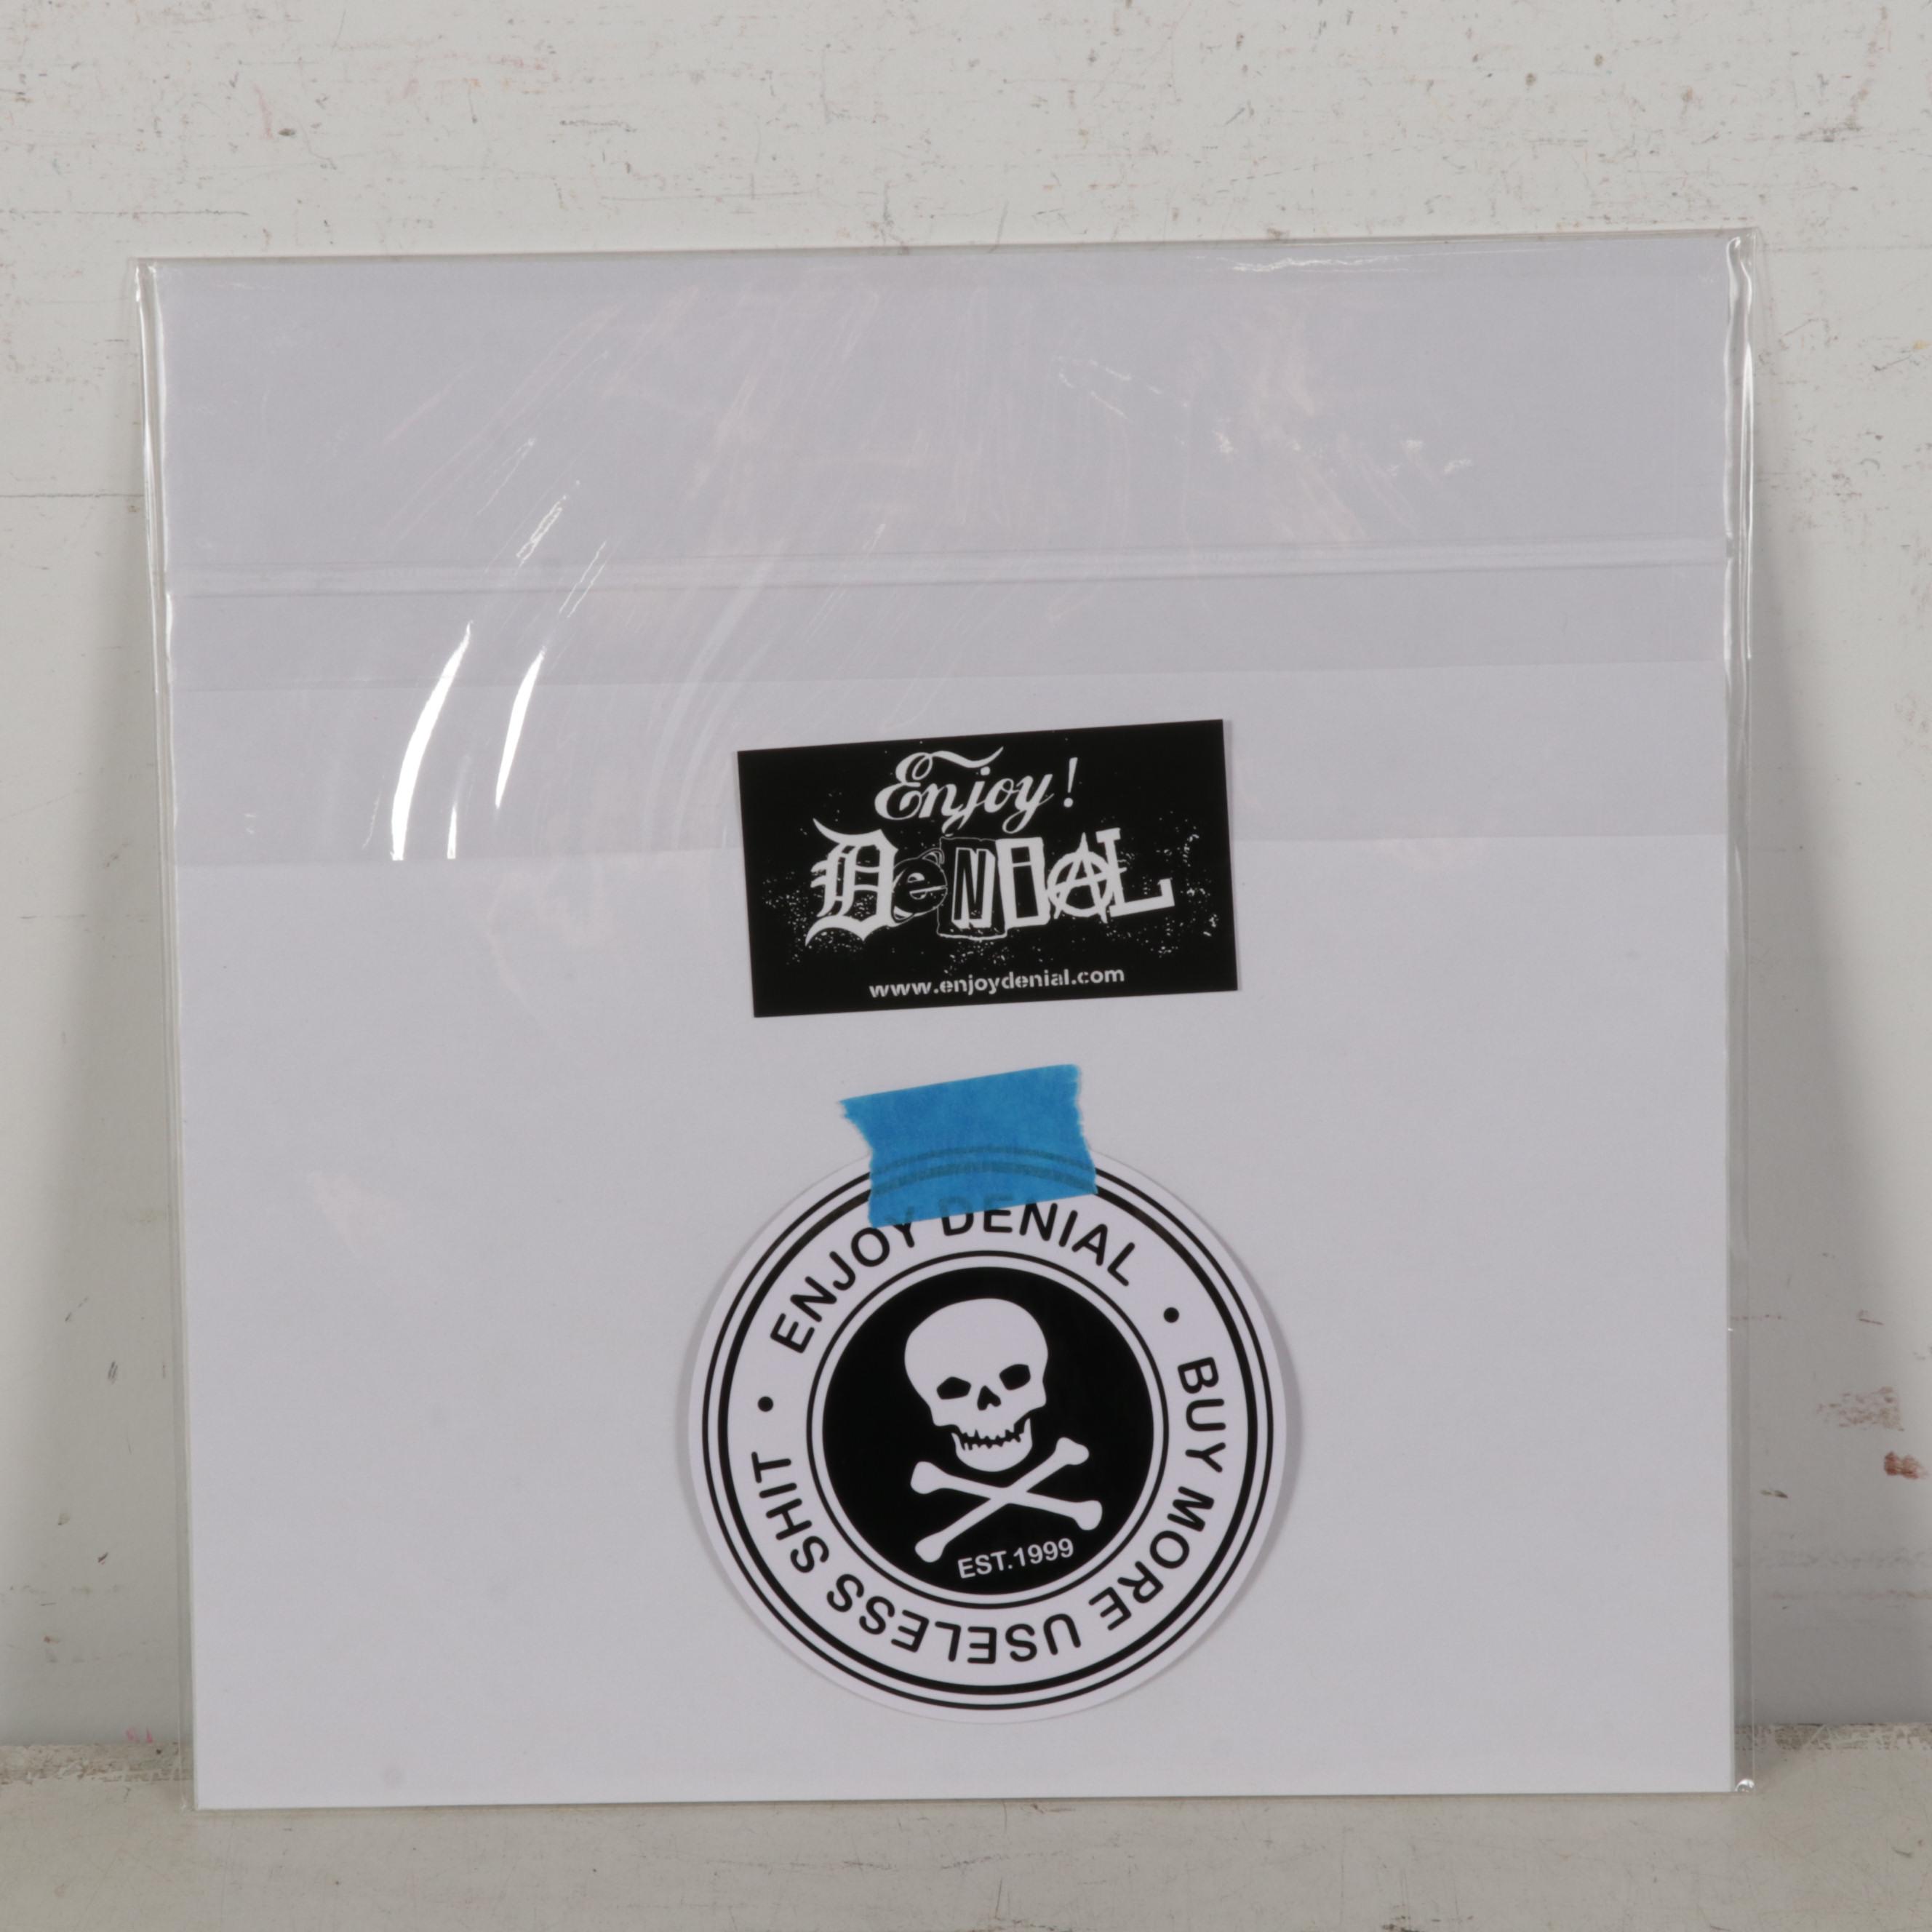 Enjoy!
DeNiAL
www.enjoydenial.com
ENJOY DENIAL • BUY MORE USELESS SHIT •
EST.1999